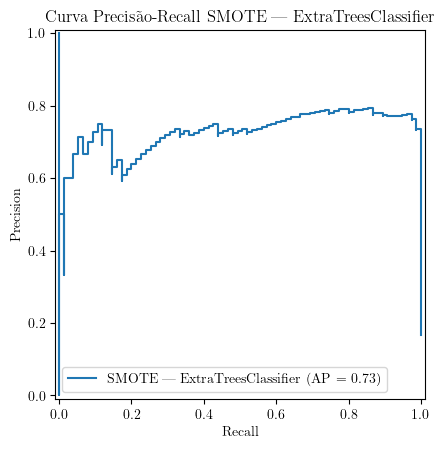 Curva Precisão-Recall SMOTE — ExtraTreesClassifier
1.0
0.8
0.6
0.4
0.2
0.0
Precision
SMOTE — ExtraTreesClassifier (AP = 0.73)
0.0 0.2 0.4 0.6 0.8 1.0
Recall